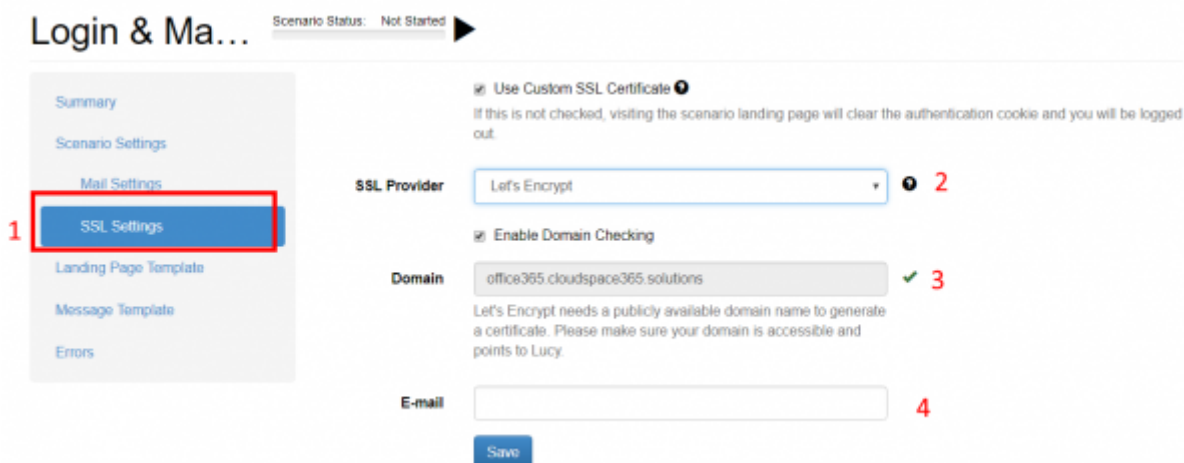 Login & Ma...
Scenario Status: Not Started
Summary
Scenario Settings
Mail Settings
1
SSL Settings
Landing Page Template
Message Template
Errors
Use Custom SSL Certificate
If this is not checked, visiting the scenario landing page will clear the authentication cookie and you will be logged
out.
SSL Provider
Let's Encrypt
2
Enable Domain Checking
Domain
office365.cloudspace365.solutions
3
Let's Encrypt needs a publicly available domain name to generate
a certificate. Please make sure your domain is accessible and
points to Lucy.
E-mail
4
Save